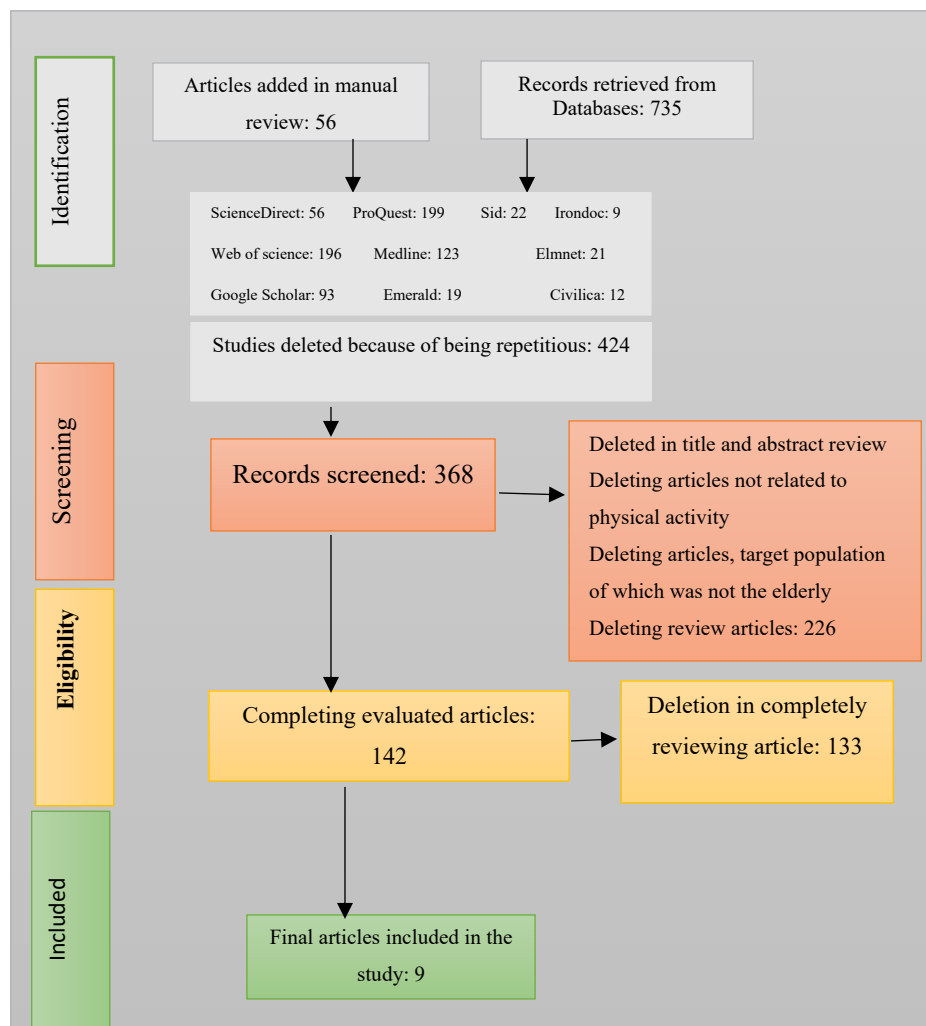 Identification
Articles added in manual
review: 56
Records retrieved from
Databases: 735
ScienceDirect: 56 ProQuest: 199 Sid: 22 Irondoc: 9
Web of science: 196 Medline: 123 Elmnet: 21
Google Scholar: 93 Emerald: 19 Civilica: 12
Studies deleted because of being repetitious: 424
Screening
Records screened: 368
Deleted in title and abstract review
Deleting articles not related to
physical activity
Deleting articles, target population
of which was not the elderly
Deleting review articles: 226
Eligibility
Completing evaluated articles:
142
Deletion in completely
reviewing article: 133
Included
Final articles included in the
study: 9